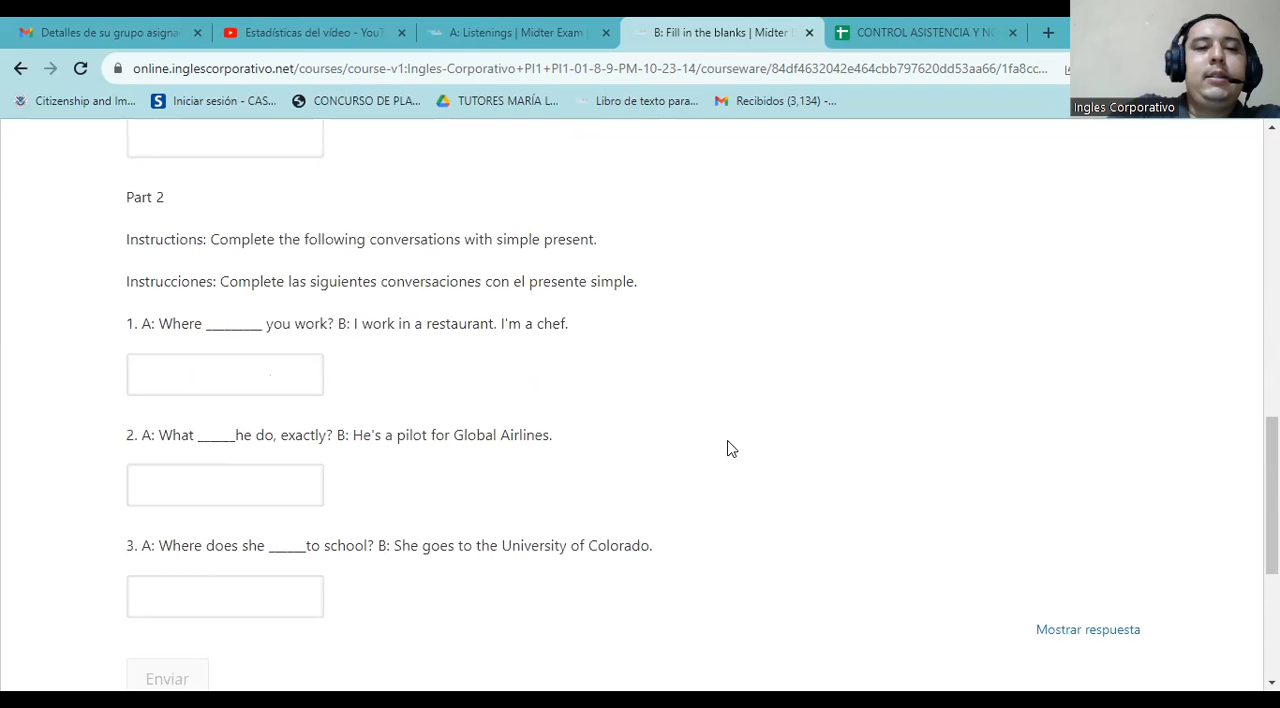 Detalles de su grupo asigna
Estadísticas del vídeo - YouT
A: Listenings | Midter Exam
B: Fill in the blanks | Midter
CONTROL ASISTENCIA Y NO
online.inglescorporativo.net/courses/course-v1:Ingles-Corporativo+PI1+PI1-01-8-9-PM-10-23-14/courseware/84df4632042e464cbb797620dd53aa66/1fa8cc...
Citizenship and Im...
Iniciar sesión - CAS...
CONCURSO DE PLA...
TUTORES MARÍA L...
Libro de texto para...
Recibidos (3,134) -...
Ingles Corporativo
Part 2
Instructions: Complete the following conversations with simple present.
Instrucciones: Complete las siguientes conversaciones con el presente simple.
1. A: Where _________ you work? B: I work in a restaurant. I'm a chef.
2. A: What ______he do, exactly? B: He's a pilot for Global Airlines.
3. A: Where does she ______to school? B: She goes to the University of Colorado.
Mostrar respuesta
Enviar